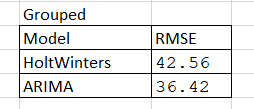 Grouped
Model RMSE
HoltWinters 42.56
ARIMA 36.42